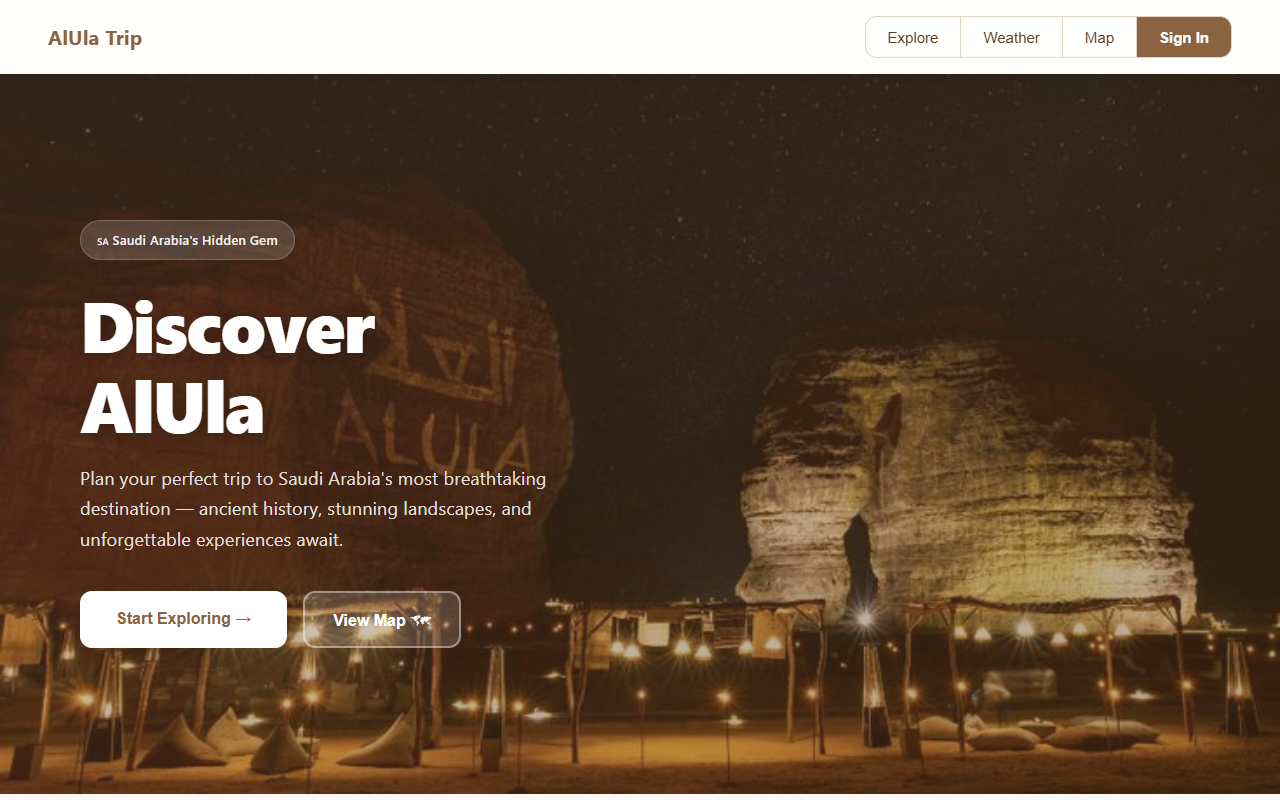 AlUla Trip
Explore
Weather
Map
Sign In
SA Saudi Arabia's Hidden Gem
Discover
AlUla
العلا
ALULA
Plan your perfect trip to Saudi Arabia's most breathtaking
destination — ancient history, stunning landscapes, and
unforgettable experiences await.
Start Exploring →
View Map 🗺